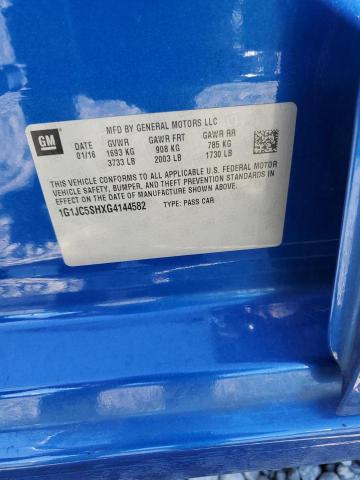 MFD BY GENERAL MOTORS LLC
GM DATE GVWR GAWR FRT GAWR RR
01/16 1693 KG 908 KG 785 KG
3733 LB 2003 LB 1730 LB
THIS VEHICLE CONFORMS TO ALL APPLICABLE U.S. FEDERAL MOTOR
VEHICLE SAFETY, BUMPER, AND THEFT PREVENTION STANDARDS
IN EFFECT ON THE DATE OF MANUFACTURE SHOWN ABOVE.
1G1JC5SHXG4144582 TYPE: PASS CAR